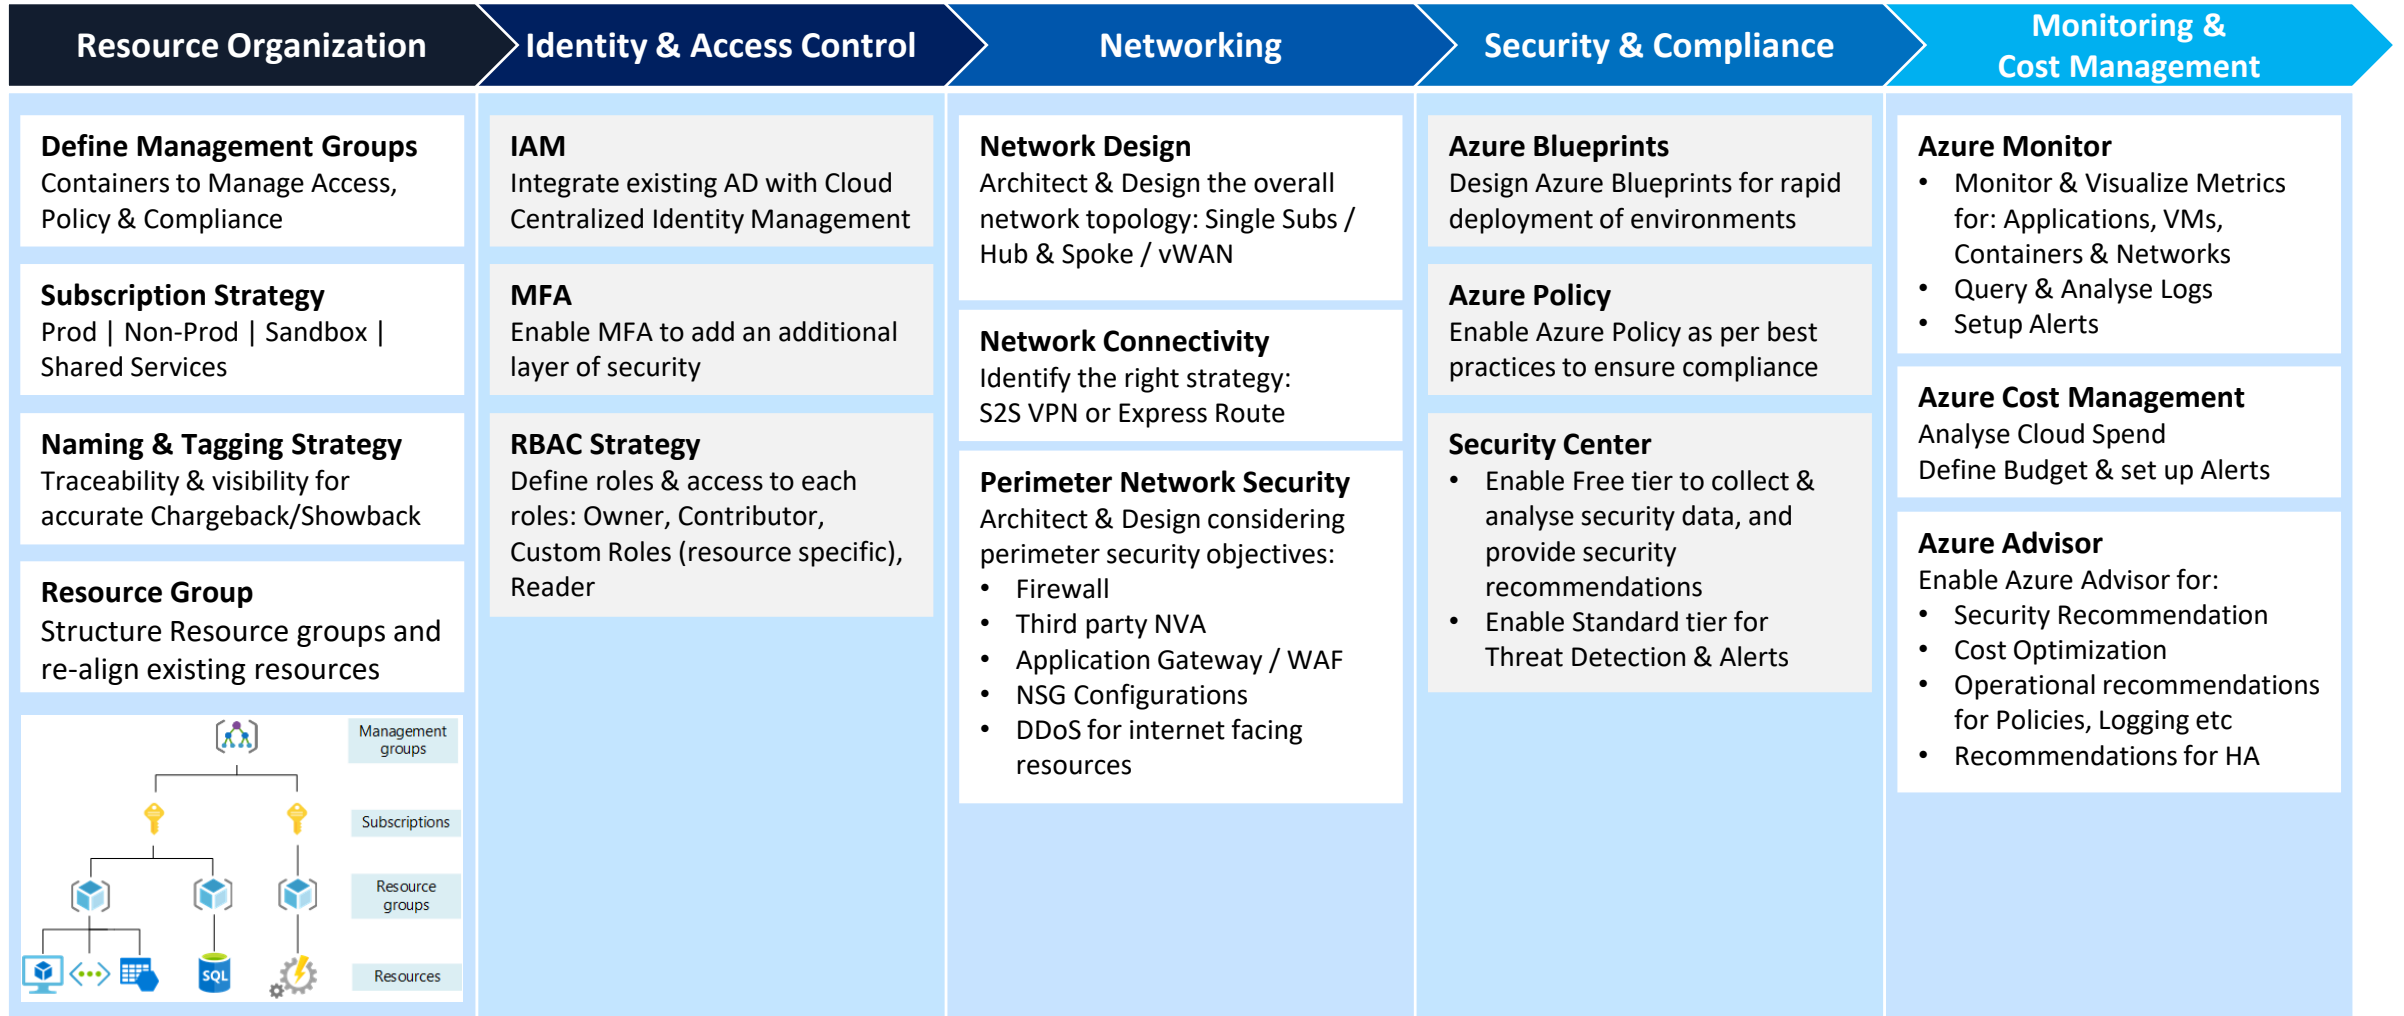 Resource Organization
Identity & Access Control
Networking
Security & Compliance
Monitoring &
Cost Management
Define Management Groups
Containers to Manage Access,
Policy & Compliance
Subscription Strategy
Prod | Non-Prod | Sandbox |
Shared Services
Naming & Tagging Strategy
Traceability & visibility for
accurate Chargeback/Showback
Resource Group
Structure Resource groups and
re-align existing resources
Management
groups
Subscriptions
Resource
groups
SQL
Resources
IAM
Integrate existing AD with Cloud
Centralized Identity Management
MFA
Enable MFA to add an additional
layer of security
RBAC Strategy
Define roles & access to each
roles: Owner, Contributor,
Custom Roles (resource specific),
Reader
Network Design
Architect & Design the overall
network topology: Single Subs /
Hub & Spoke / vWAN
Network Connectivity
Identify the right strategy:
S2S VPN or Express Route
Perimeter Network Security
Architect & Design considering
perimeter security objectives:
• Firewall
• Third party NVA
• Application Gateway / WAF
• NSG Configurations
• DDoS for internet facing
resources
Azure Blueprints
Design Azure Blueprints for rapid
deployment of environments
Azure Policy
Enable Azure Policy as per best
practices to ensure compliance
Security Center
• Enable Free tier to collect &
analyse security data, and
provide security
recommendations
• Enable Standard tier for
Threat Detection & Alerts
Azure Monitor
• Monitor & Visualize Metrics
for: Applications, VMs,
Containers & Networks
• Query & Analyse Logs
• Setup Alerts
Azure Cost Management
Analyse Cloud Spend
Define Budget & set up Alerts
Azure Advisor
Enable Azure Advisor for:
• Security Recommendation
• Cost Optimization
• Operational recommendations
for Policies, Logging etc
• Recommendations for HA